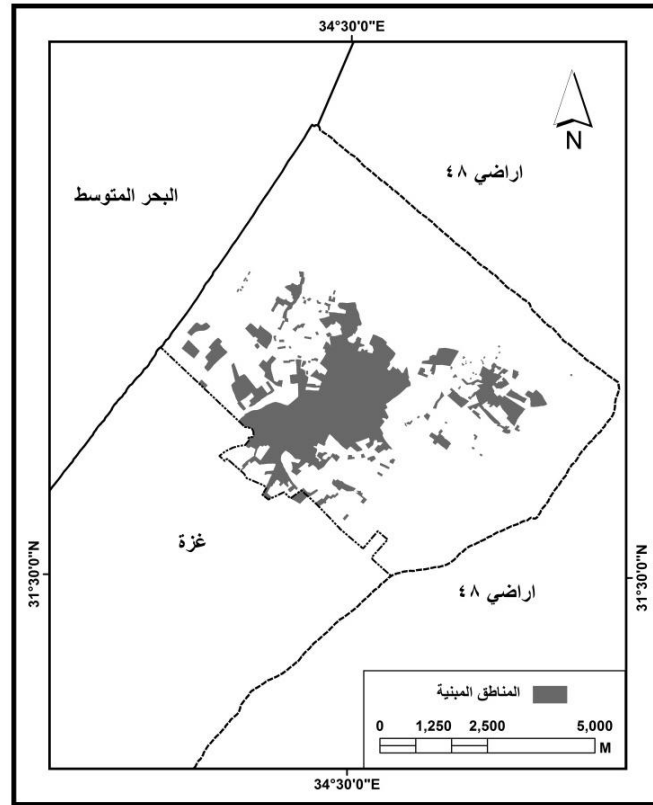 34°30'0"E
N
اراضي ٤٨
البحر المتوسط
غزة
31°30'0"N
31°30'0"N
اراضي ٤٨
المناطق المبنية
0 1,250 2,500 5,000
M
34°30'0"E